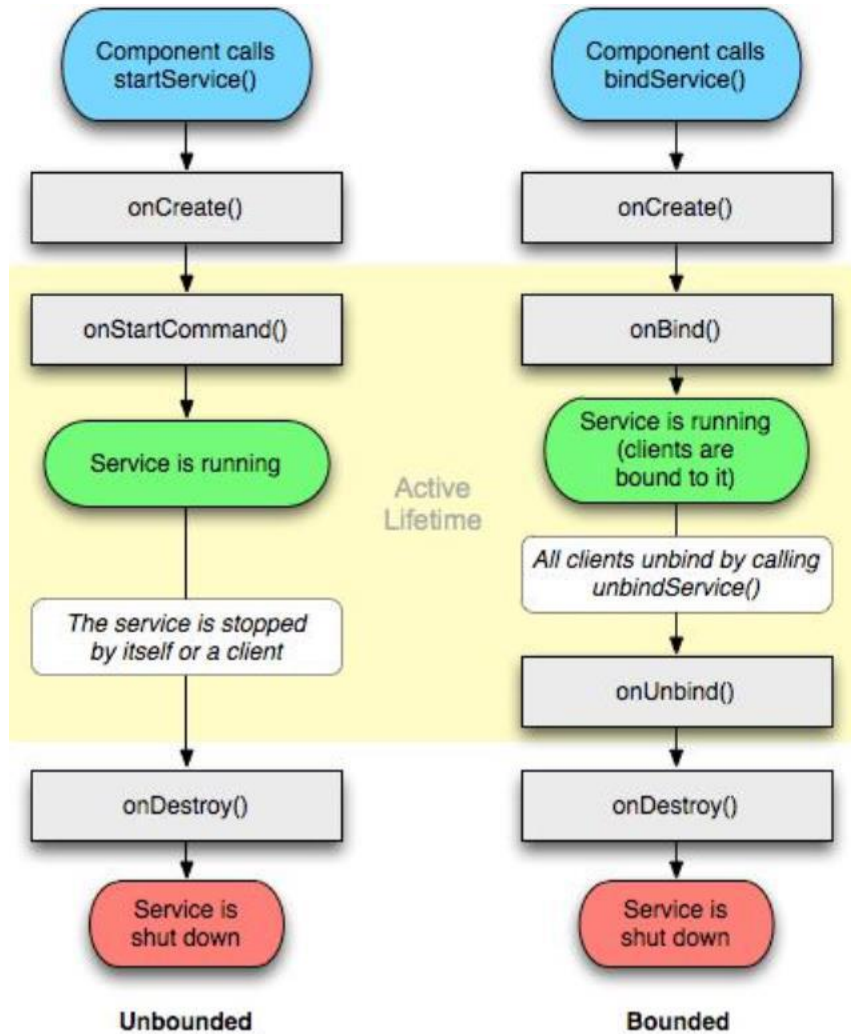 Component calls
startService()
onCreate()
onStartCommand()
Service is running
The service is stopped
by itself or a client
onDestroy()
Service is
shut down
Unbounded
Active
Lifetime
Component calls
bindService()
onCreate()
onBind()
Service is running
(clients are
bound to it)
All clients unbind by calling
unbindService()
onUnbind()
onDestroy()
Service is
shut down
Bounded